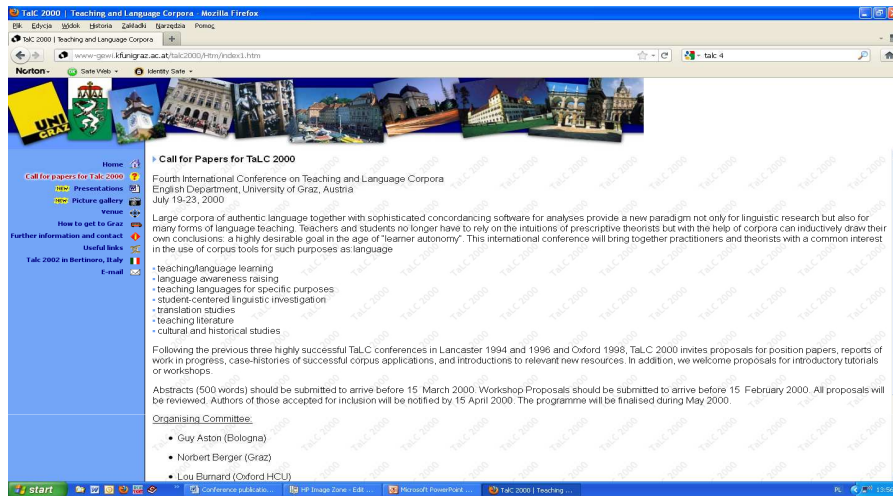 TalC 2000 | Teaching and Language Corpora - Mozilla Firefox
Plik Edycja Widok Historia Zakładki Narzędzia Pomoc
TalC 2000 | Teaching and Language Corpora
www-gewi.kfunigraz.ac.at/talc2000/Htm/index1.htm
talc 4
Norton
Safe Web
Identity Safe
UNI
GRAZ
Home
Call for papers for Talc 2000
NEW Presentations
NEW Picture gallery
Venue
How to get to Graz
Further information and contact
Useful links
Talc 2002 in Bertinoro, Italy
E-mail
Call for Papers for TaLC 2000
Fourth International Conference on Teaching and Language Corpora
English Department, University of Graz, Austria
July 19-23, 2000
Large corpora of authentic language together with sophisticated concordancing software for analyses provide a new paradigm not only for linguistic research but also for
many forms of language teaching. Teachers and students no longer have to rely on the intuitions of prescriptive theorists but with the help of corpora can inductively draw their
own conclusions: a highly desirable goal in the age of "learner autonomy". This international conference will bring together practitioners and theorists with a common interest
in the use of corpus tools for such purposes as:language
teaching/language learning
language awareness raising
teaching languages for specific purposes
student-centered linguistic investigation
translation studies
teaching literature
cultural and historical studies
Following the previous three highly successful TaLC conferences in Lancaster 1994 and 1996 and Oxford 1998, TaLC 2000 invites proposals for position papers, reports of
work in progress, case-histories of successful corpus applications, and introductions to relevant new resources. In addition, we welcome proposals for introductory tutorials
or workshops.
Abstracts (500 words) should be submitted to arrive before 15 March 2000. Workshop Proposals should be submitted to arrive before 15 February 2000. All proposals will
be reviewed. Authors of those accepted for inclusion will be notified by 15 April 2000. The programme will be finalised during May 2000.
Organising Committee:
Guy Aston (Bologna)
Norbert Berger (Graz)
Lou Burnard (Oxford HCU)
start
Conference publicatio...
HP Image Zone - Edit ...
Microsoft PowerPoint ...
TalC 2000 | Teaching ...
PL
13:56